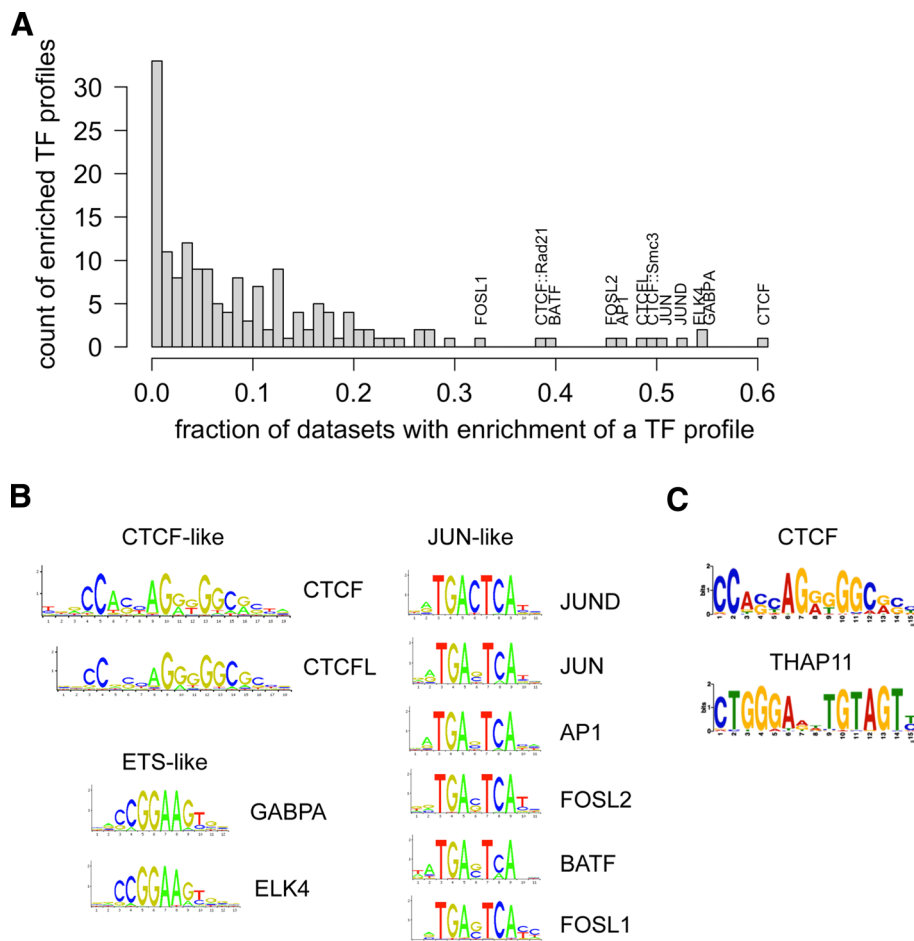 A
count of enriched TF profiles
30
25
20
15
10
5
0
FOSL1
CTCF::Rad21
BATF
FOSL2
AP1
CTCFL
CTCF::Smc3
JUN
JUND
ELK4
GABPA
CTCF
0.0 0.1 0.2 0.3 0.4 0.5 0.6
fraction of datasets with enrichment of a TF profile
B
CTCF-like
CTCF
CTCFL
ETS-like
GABPA
ELK4
JUN-like
JUND
JUN
AP1
FOSL2
BATF
FOSL1
C
CTCF
THAP11